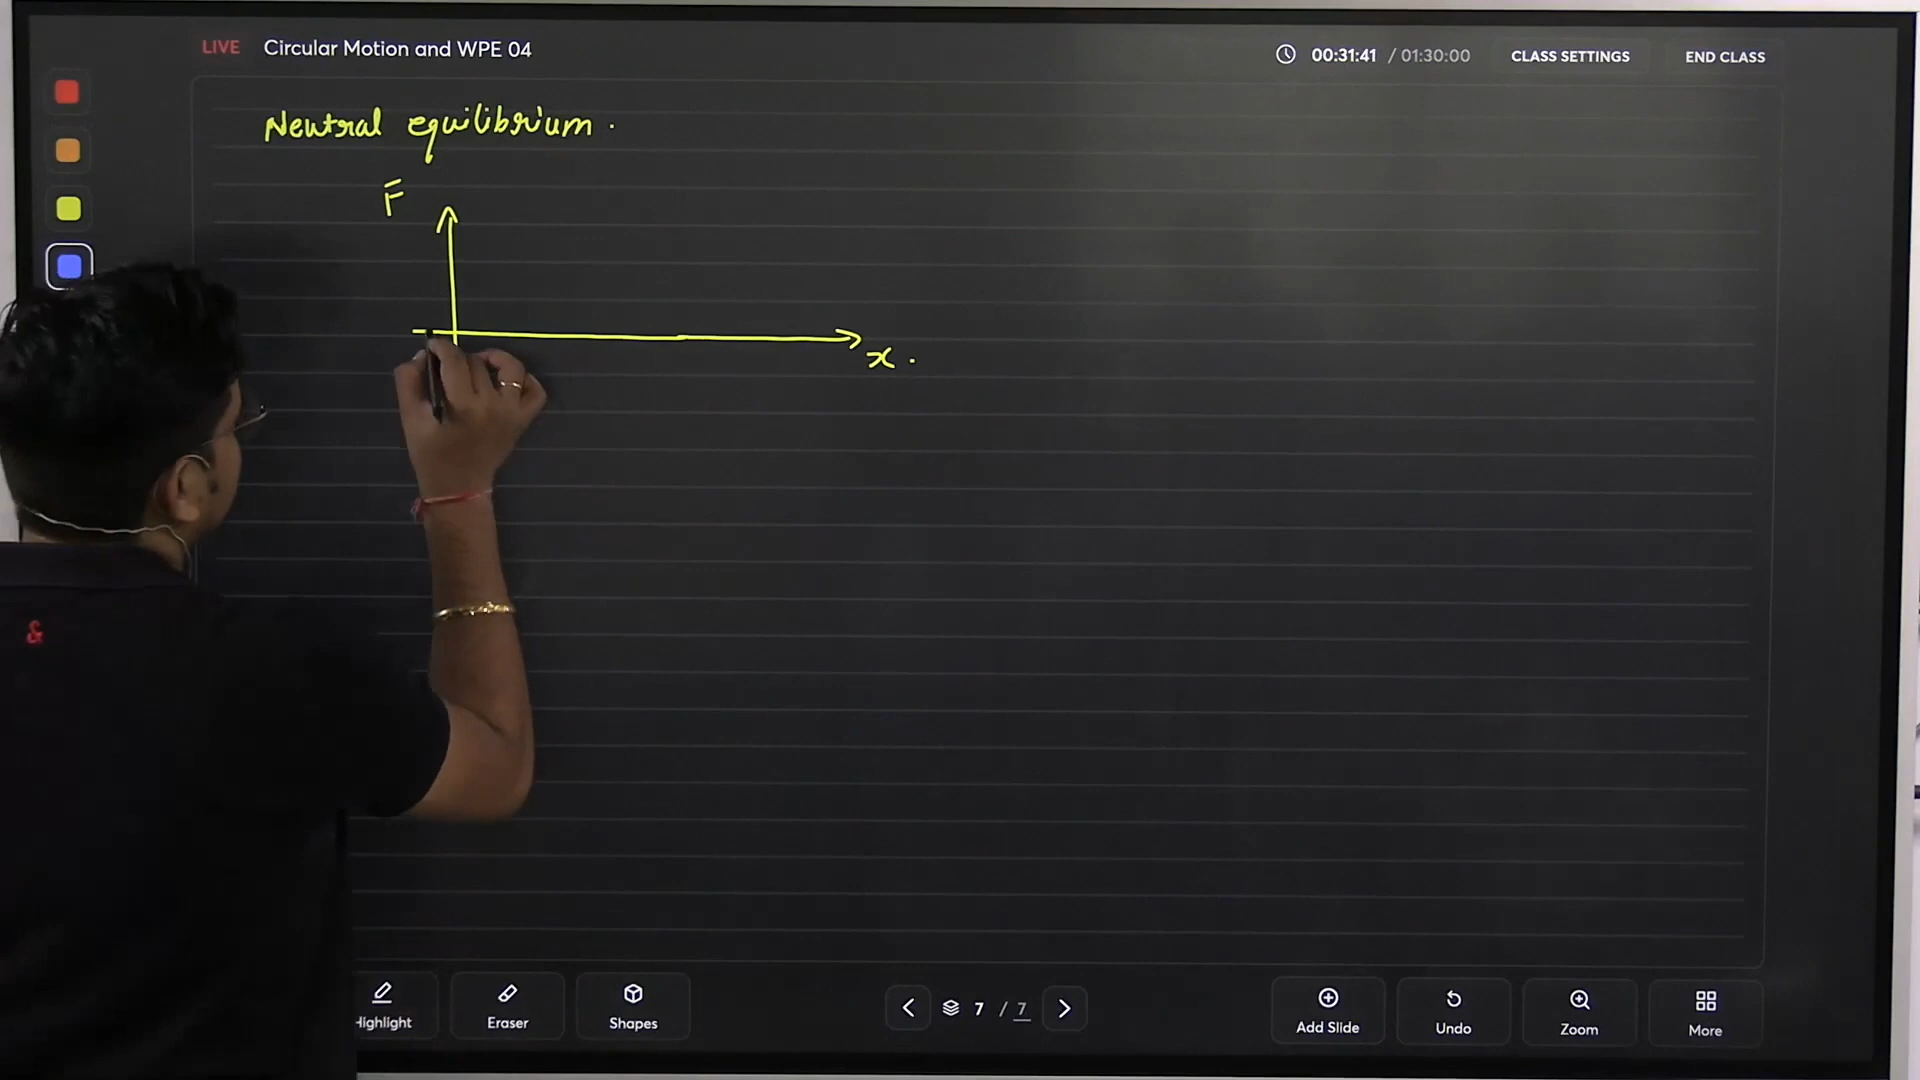 LIVE Circular Motion and WPE 04 00:31:41 / 01:30:00 CLASS SETTINGS END CLASS
Neutral equilibrium.
F
x.
&
Highlight Eraser Shapes 7 / 7 Add Slide Undo Zoom More